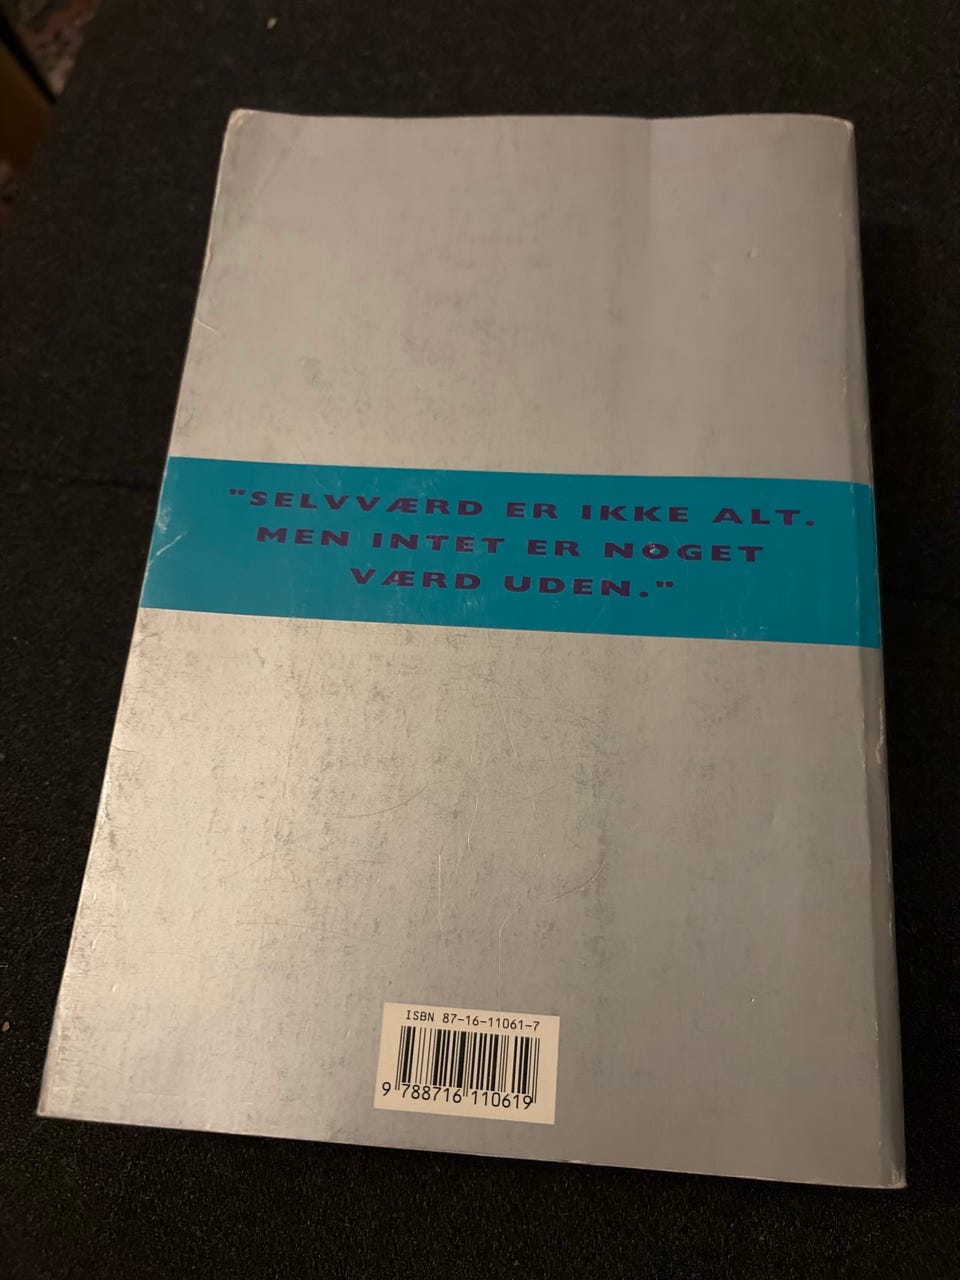 "SELVVÆRD ER IKKE ALT.
MEN INTET ER NOGET
VÆRD UDEN."
ISBN 87-16-11061-7
9 788716 110619